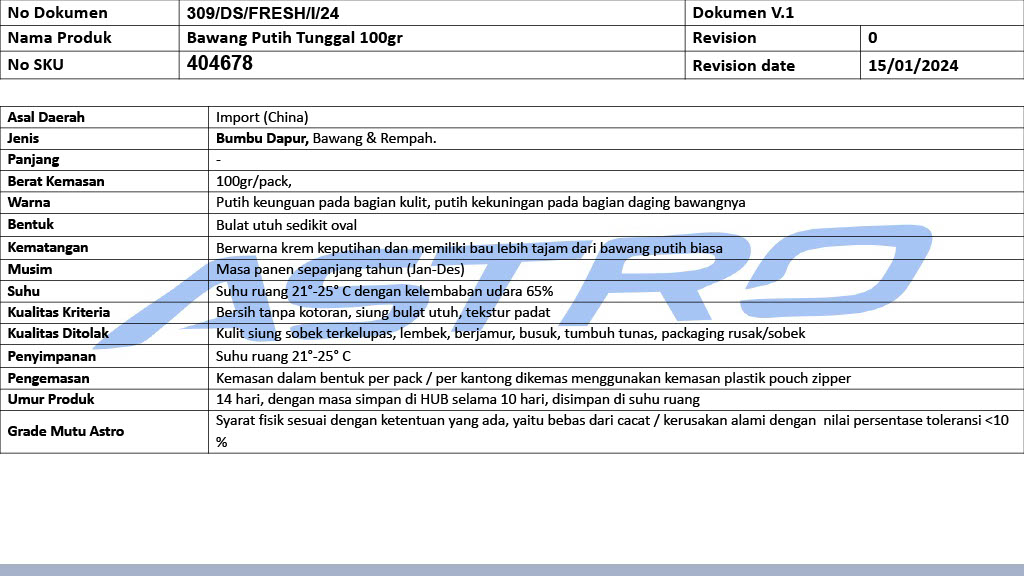 No Dokumen 309/DS/FRESH/I/24 Dokumen V.1
Nama Produk Bawang Putih Tunggal 100gr Revision 0
No SKU 404678 Revision date 15/01/2024
Asal Daerah Import (China)
Jenis Bumbu Dapur, Bawang & Rempah.
Panjang -
Berat Kemasan 100gr/pack,
Warna Putih keunguan pada bagian kulit, putih kekuningan pada bagian daging bawangnya
Bentuk Bulat utuh sedikit oval
Kematangan Berwarna krem keputihan dan memiliki bau lebih tajam dari bawang putih biasa
Musim Masa panen sepanjang tahun (Jan-Des)
Suhu Suhu ruang 21°-25° C dengan kelembaban udara 65%
Kualitas Kriteria Bersih tanpa kotoran, siung bulat utuh, tekstur padat
Kualitas Ditolak Kulit siung sobek terkelupas, lembek, berjamur, busuk, tumbuh tunas, packaging rusak/sobek
Penyimpanan Suhu ruang 21°-25° C
Pengemasan Kemasan dalam bentuk per pack / per kantong dikemas menggunakan kemasan plastik pouch zipper
Umur Produk 14 hari, dengan masa simpan di HUB selama 10 hari, disimpan di suhu ruang
Grade Mutu Astro Syarat fisik sesuai dengan ketentuan yang ada, yaitu bebas dari cacat / kerusakan alami dengan nilai persentase toleransi <10
%
ASTRO